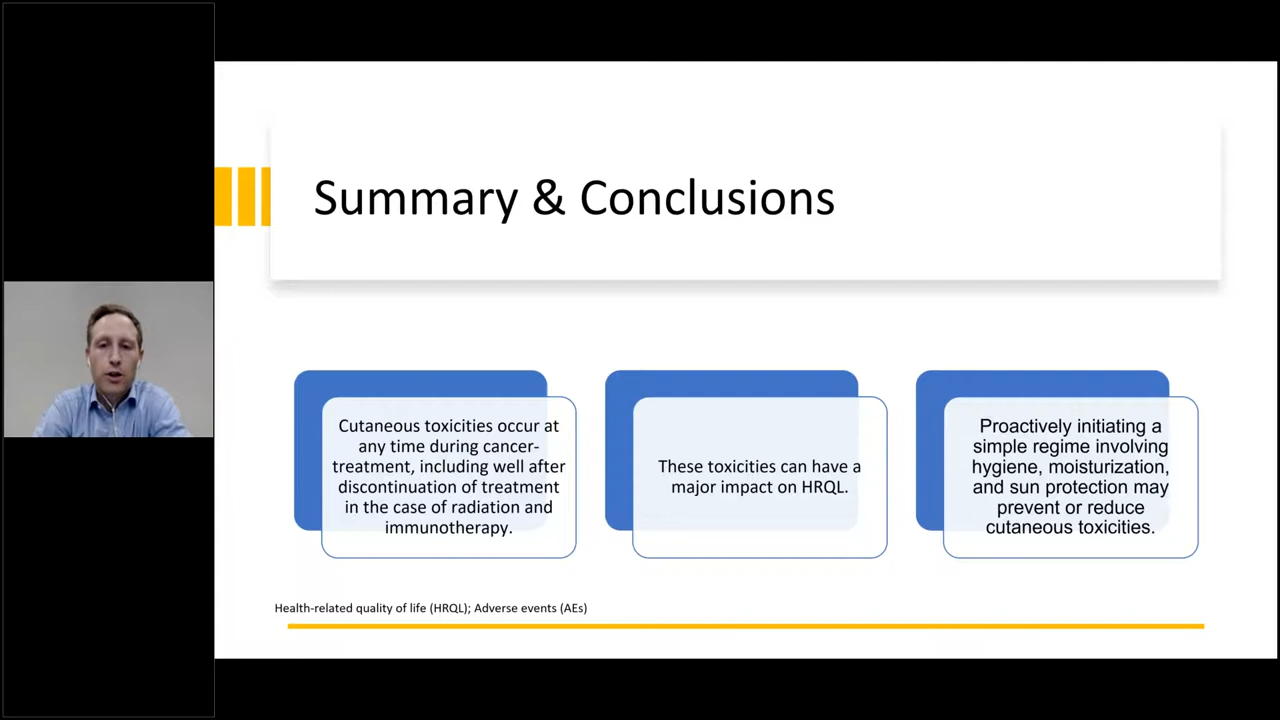 Summary & Conclusions
Cutaneous toxicities occur at
any time during cancer-
treatment, including well after
discontinuation of treatment
in the case of radiation and
immunotherapy.
These toxicities can have a
major impact on HRQL.
Proactively initiating a
simple regime involving
hygiene, moisturization,
and sun protection may
prevent or reduce
cutaneous toxicities.
Health-related quality of life (HRQL); Adverse events (AEs)